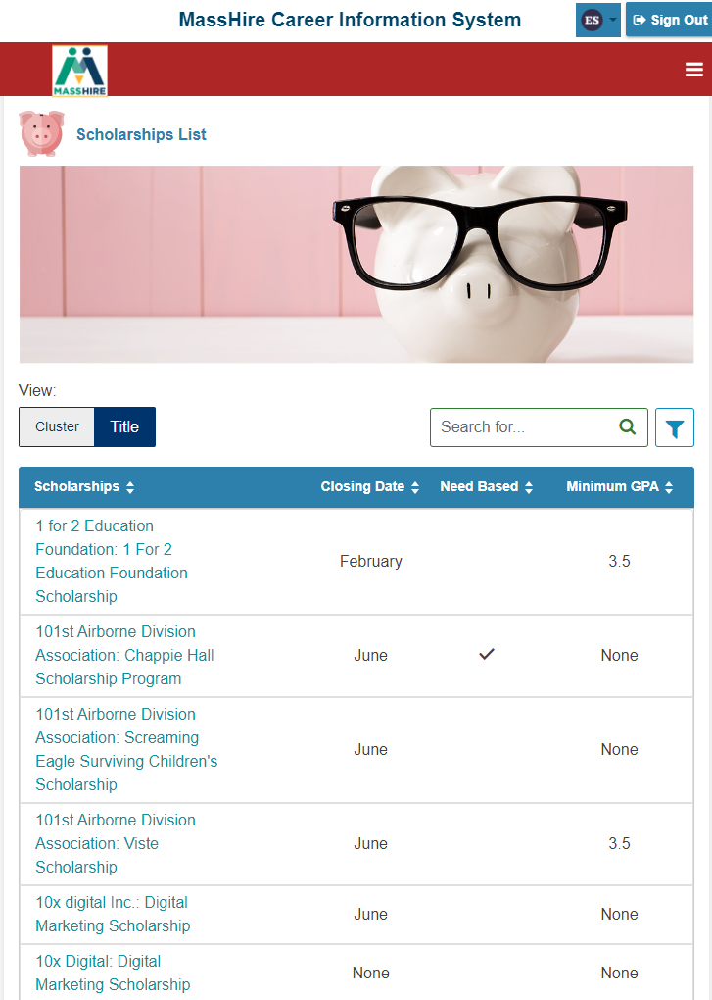 MassHire Career Information System
ES
Sign Out
MASSHIRE
Scholarships List
View:
Cluster
Title
Search for...
Scholarships Closing Date Need Based Minimum GPA
1 for 2 Education
Foundation: 1 For 2
Education Foundation
Scholarship
February
3.5
101st Airborne Division
Association: Chappie Hall
Scholarship Program
June
None
101st Airborne Division
Association: Screaming
Eagle Surviving Children's
Scholarship
June
None
101st Airborne Division
Association: Viste
Scholarship
June
3.5
10x digital Inc.: Digital
Marketing Scholarship
June
None
10x Digital: Digital
Marketing Scholarship
None
None